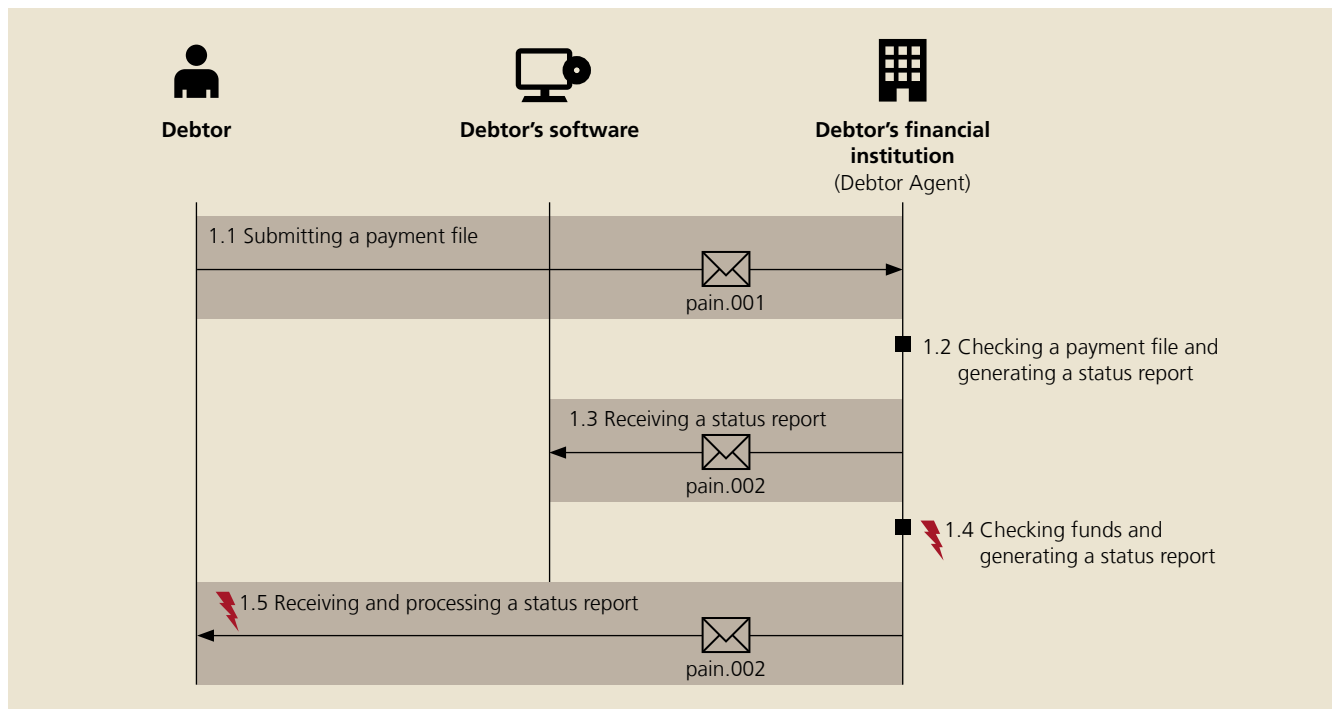 Debtor
Debtor's software
Debtor's financial
institution
(Debtor Agent)
1.1 Submitting a payment file
pain.001
1.2 Checking a payment file and
generating a status report
1.3 Receiving a status report
pain.002
1.4 Checking funds and
generating a status report
1.5 Receiving and processing a status report
pain.002